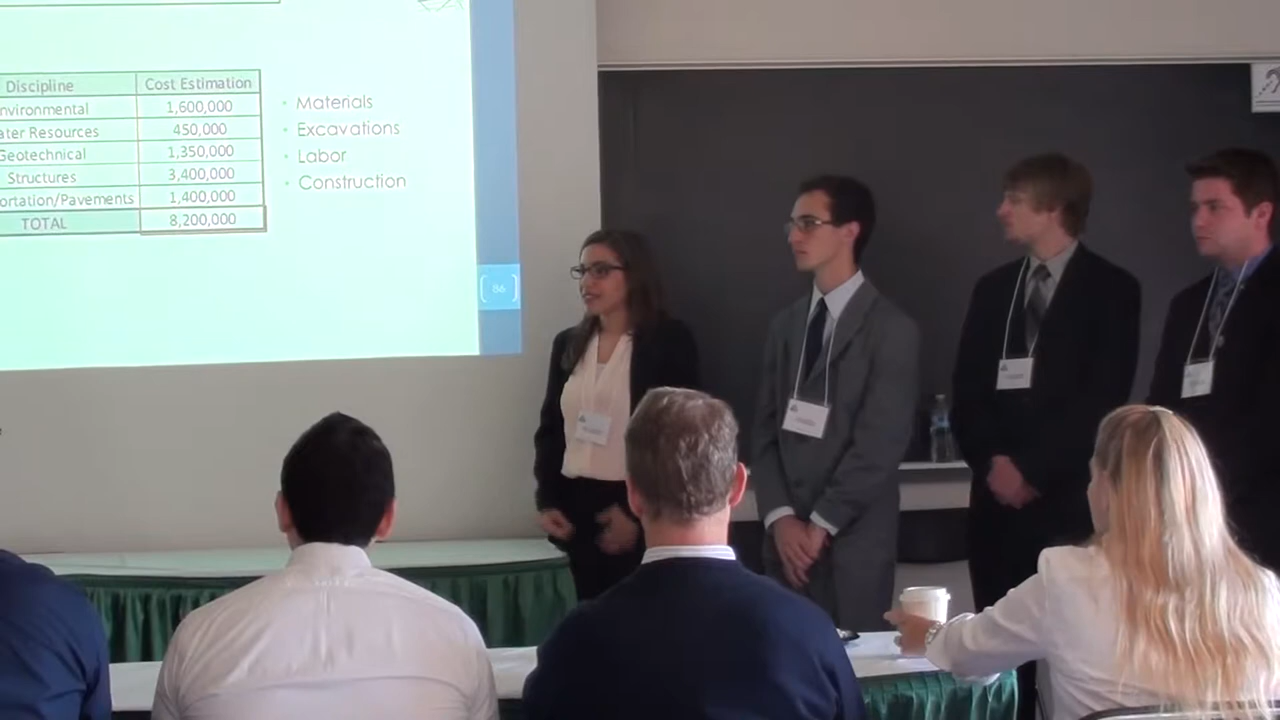 Discipline Cost Estimation
nvironmental 1,600,000
ater Resources 450,000
Geotechnical 1,350,000
Structures 3,400,000
ortation/Pavements 1,400,000
TOTAL 8,200,000
• Materials
• Excavations
• Labor
• Construction
86